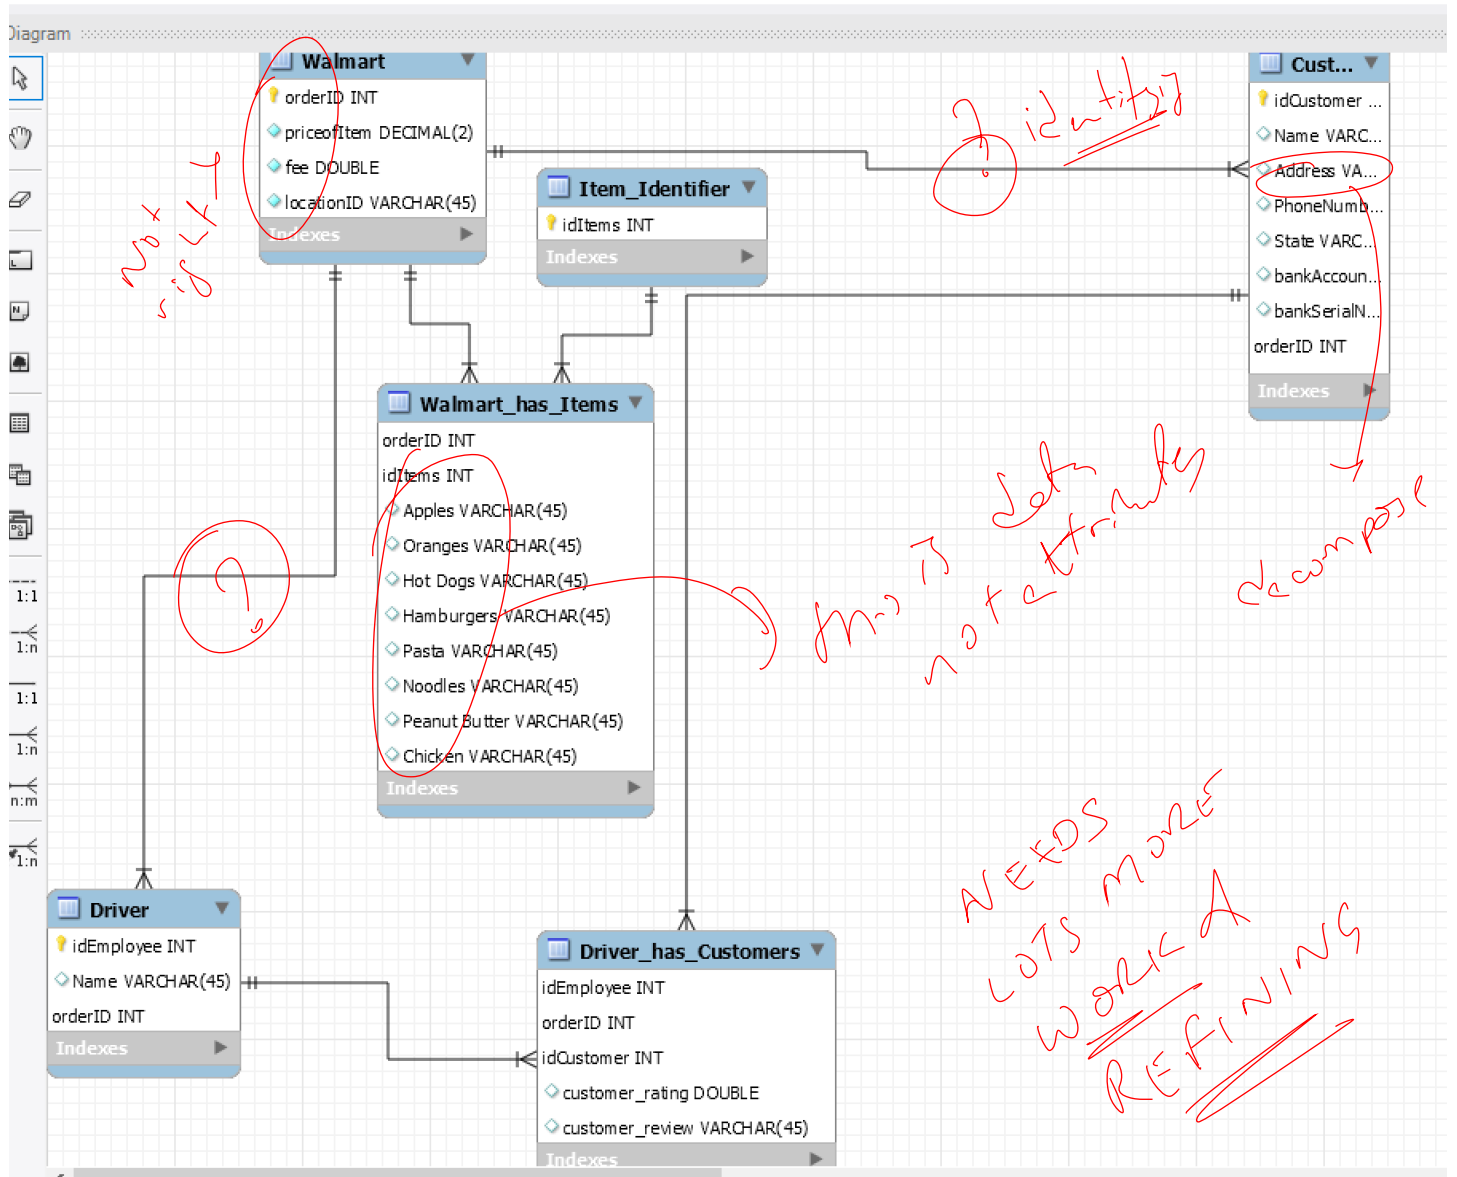 Diagram
Walmart
orderID INT
priceofItem DECIMAL(2)
fee DOUBLE
locationID VARCHAR(45)
Indexes
Item_Identifier
idItems INT
Indexes
Cust...
idCustomer ...
Name VARC...
Address VA...
PhoneNumb...
State VARC...
bankAccoun...
bankSerialN...
orderID INT
Indexes
? identifying
Not
Walmart_has_Items
orderID INT
idItems INT
Apples VARCHAR(45)
Oranges VARCHAR(45)
Hot Dogs VARCHAR(45)
Hamburgers VARCHAR(45)
Pasta VARCHAR(45)
Noodles VARCHAR(45)
Peanut Butter VARCHAR(45)
Chicken VARCHAR(45)
Indexes
?
this is data
not attributes
decompose
1:1
1:n
1:1
1:n
n:m
1:n
Driver
idEmployee INT
Name VARCHAR(45)
orderID INT
Indexes
Driver_has_Customers
idEmployee INT
orderID INT
idCustomer INT
customer_rating DOUBLE
customer_review VARCHAR(45)
Indexes
NEEDS
LOTS MORE
WORK
REFINING